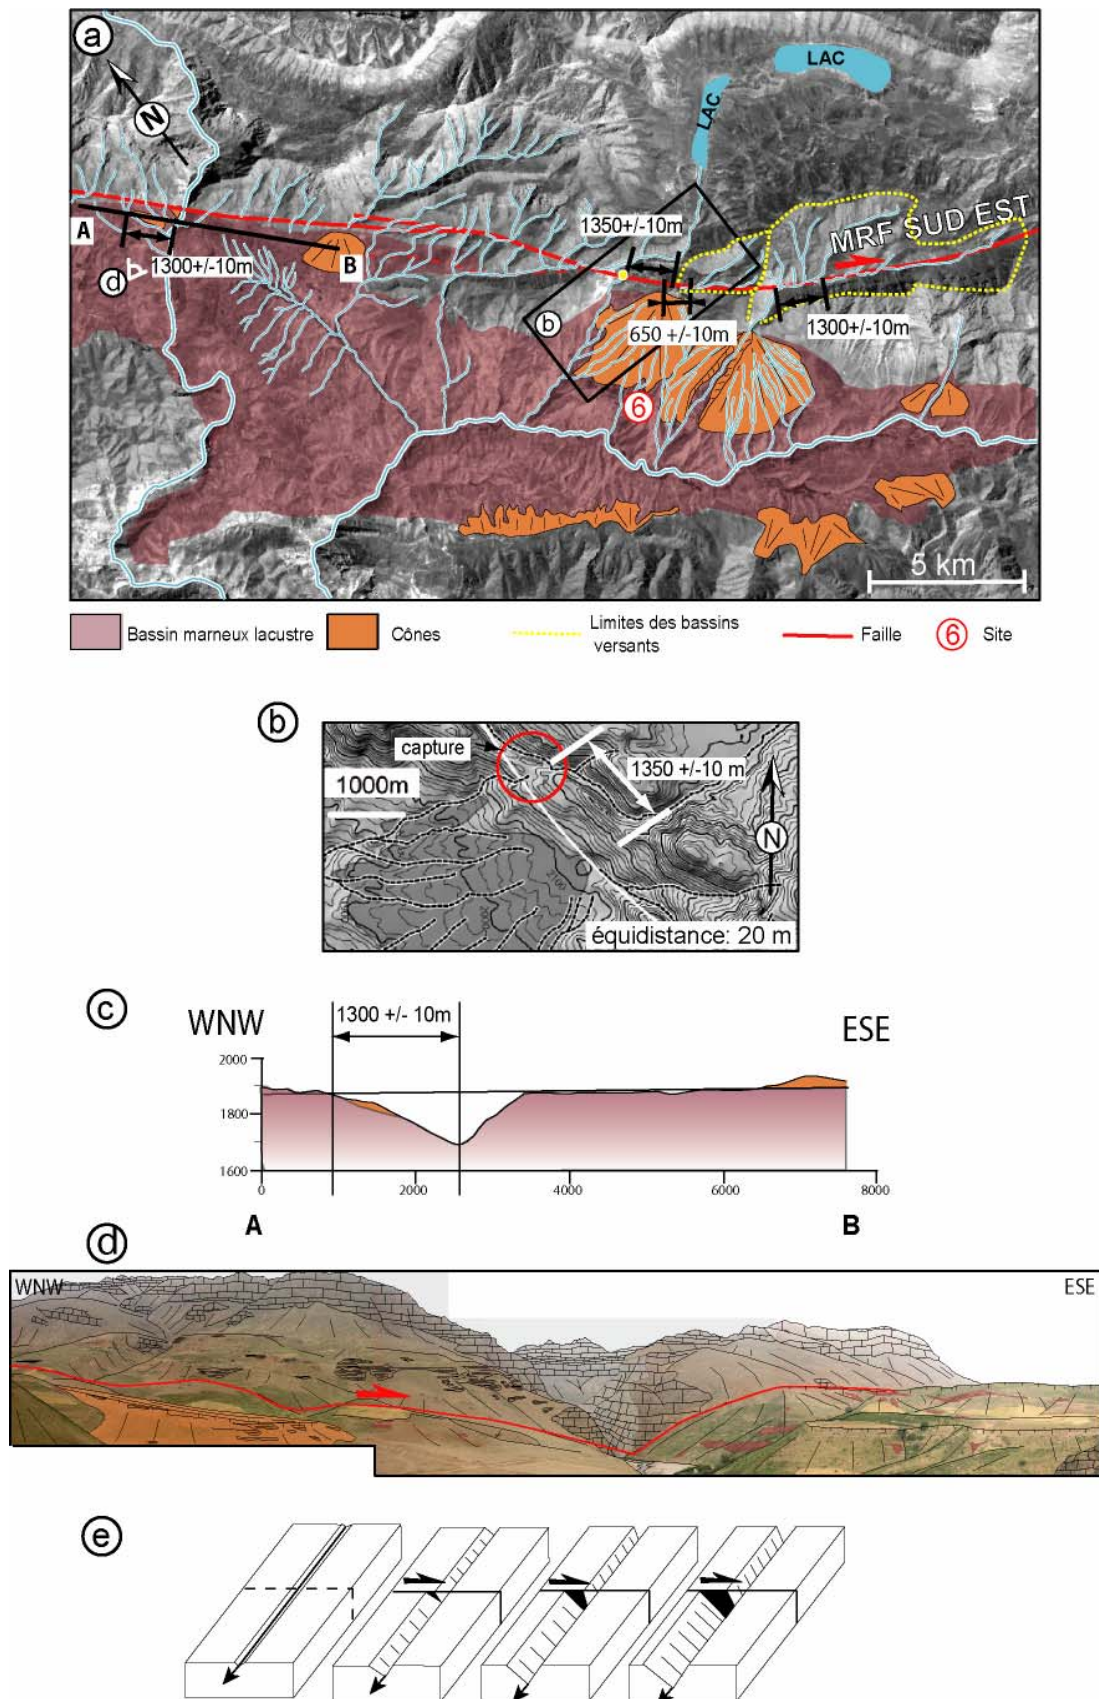 a
N
LAC
LAC
1350+/-10m
MRF SUD EST
A
B
d
1300+/-10m
b
650 +/-10m
1300+/-10m
6
5 km
Bassin marneux lacustre
Cônes
Limites des bassins
versants
Faille
6
Site
b
capture
1350 +/-10 m
1000m
N
2100
équidistance: 20 m
c
1300 +/- 10m
WNW
ESE
2000
1800
1600
0
2000
4000
6000
8000
A
B
d
WNW
ESE
e